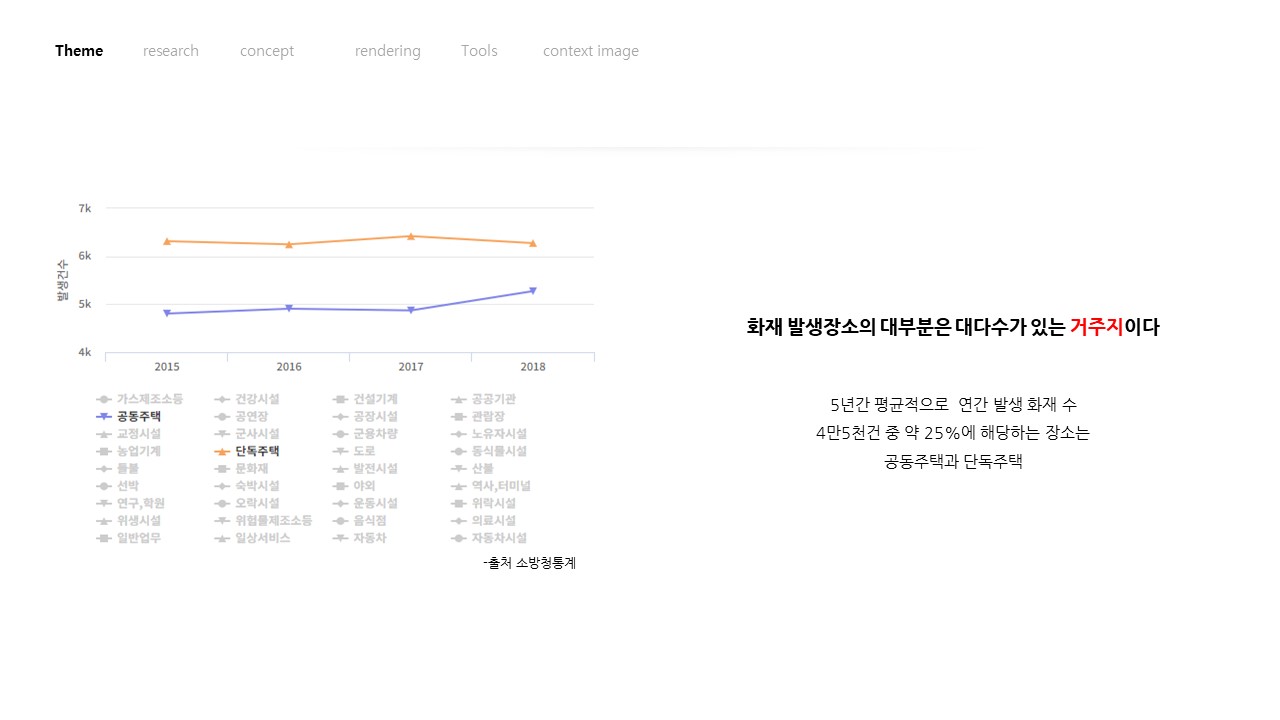 Theme research concept rendering Tools context image
7k
6k
5k
4k
발생건수
2015 2016 2017 2018
가스제조소등 건강시설 건설기계 공공기관
공동주택 공연장 공장시설 관람장
교정시설 군사시설 군용차량 노유자시설
농업기계 단독주택 도로 동식물시설
들불 문화재 발전시설 산불
선박 숙박시설 야외 역사,터미널
연구,학원 오락시설 운동시설 위락시설
위생시설 위험물제조소등 음식점 의료시설
일반업무 일상서비스 자동차 자동차시설
-출처 소방청통계
화재 발생장소의 대부분은 대다수가 있는 거주지이다
5년간 평균적으로 연간 발생 화재 수
4만5천건 중 약 25%에 해당하는 장소는
공동주택과 단독주택